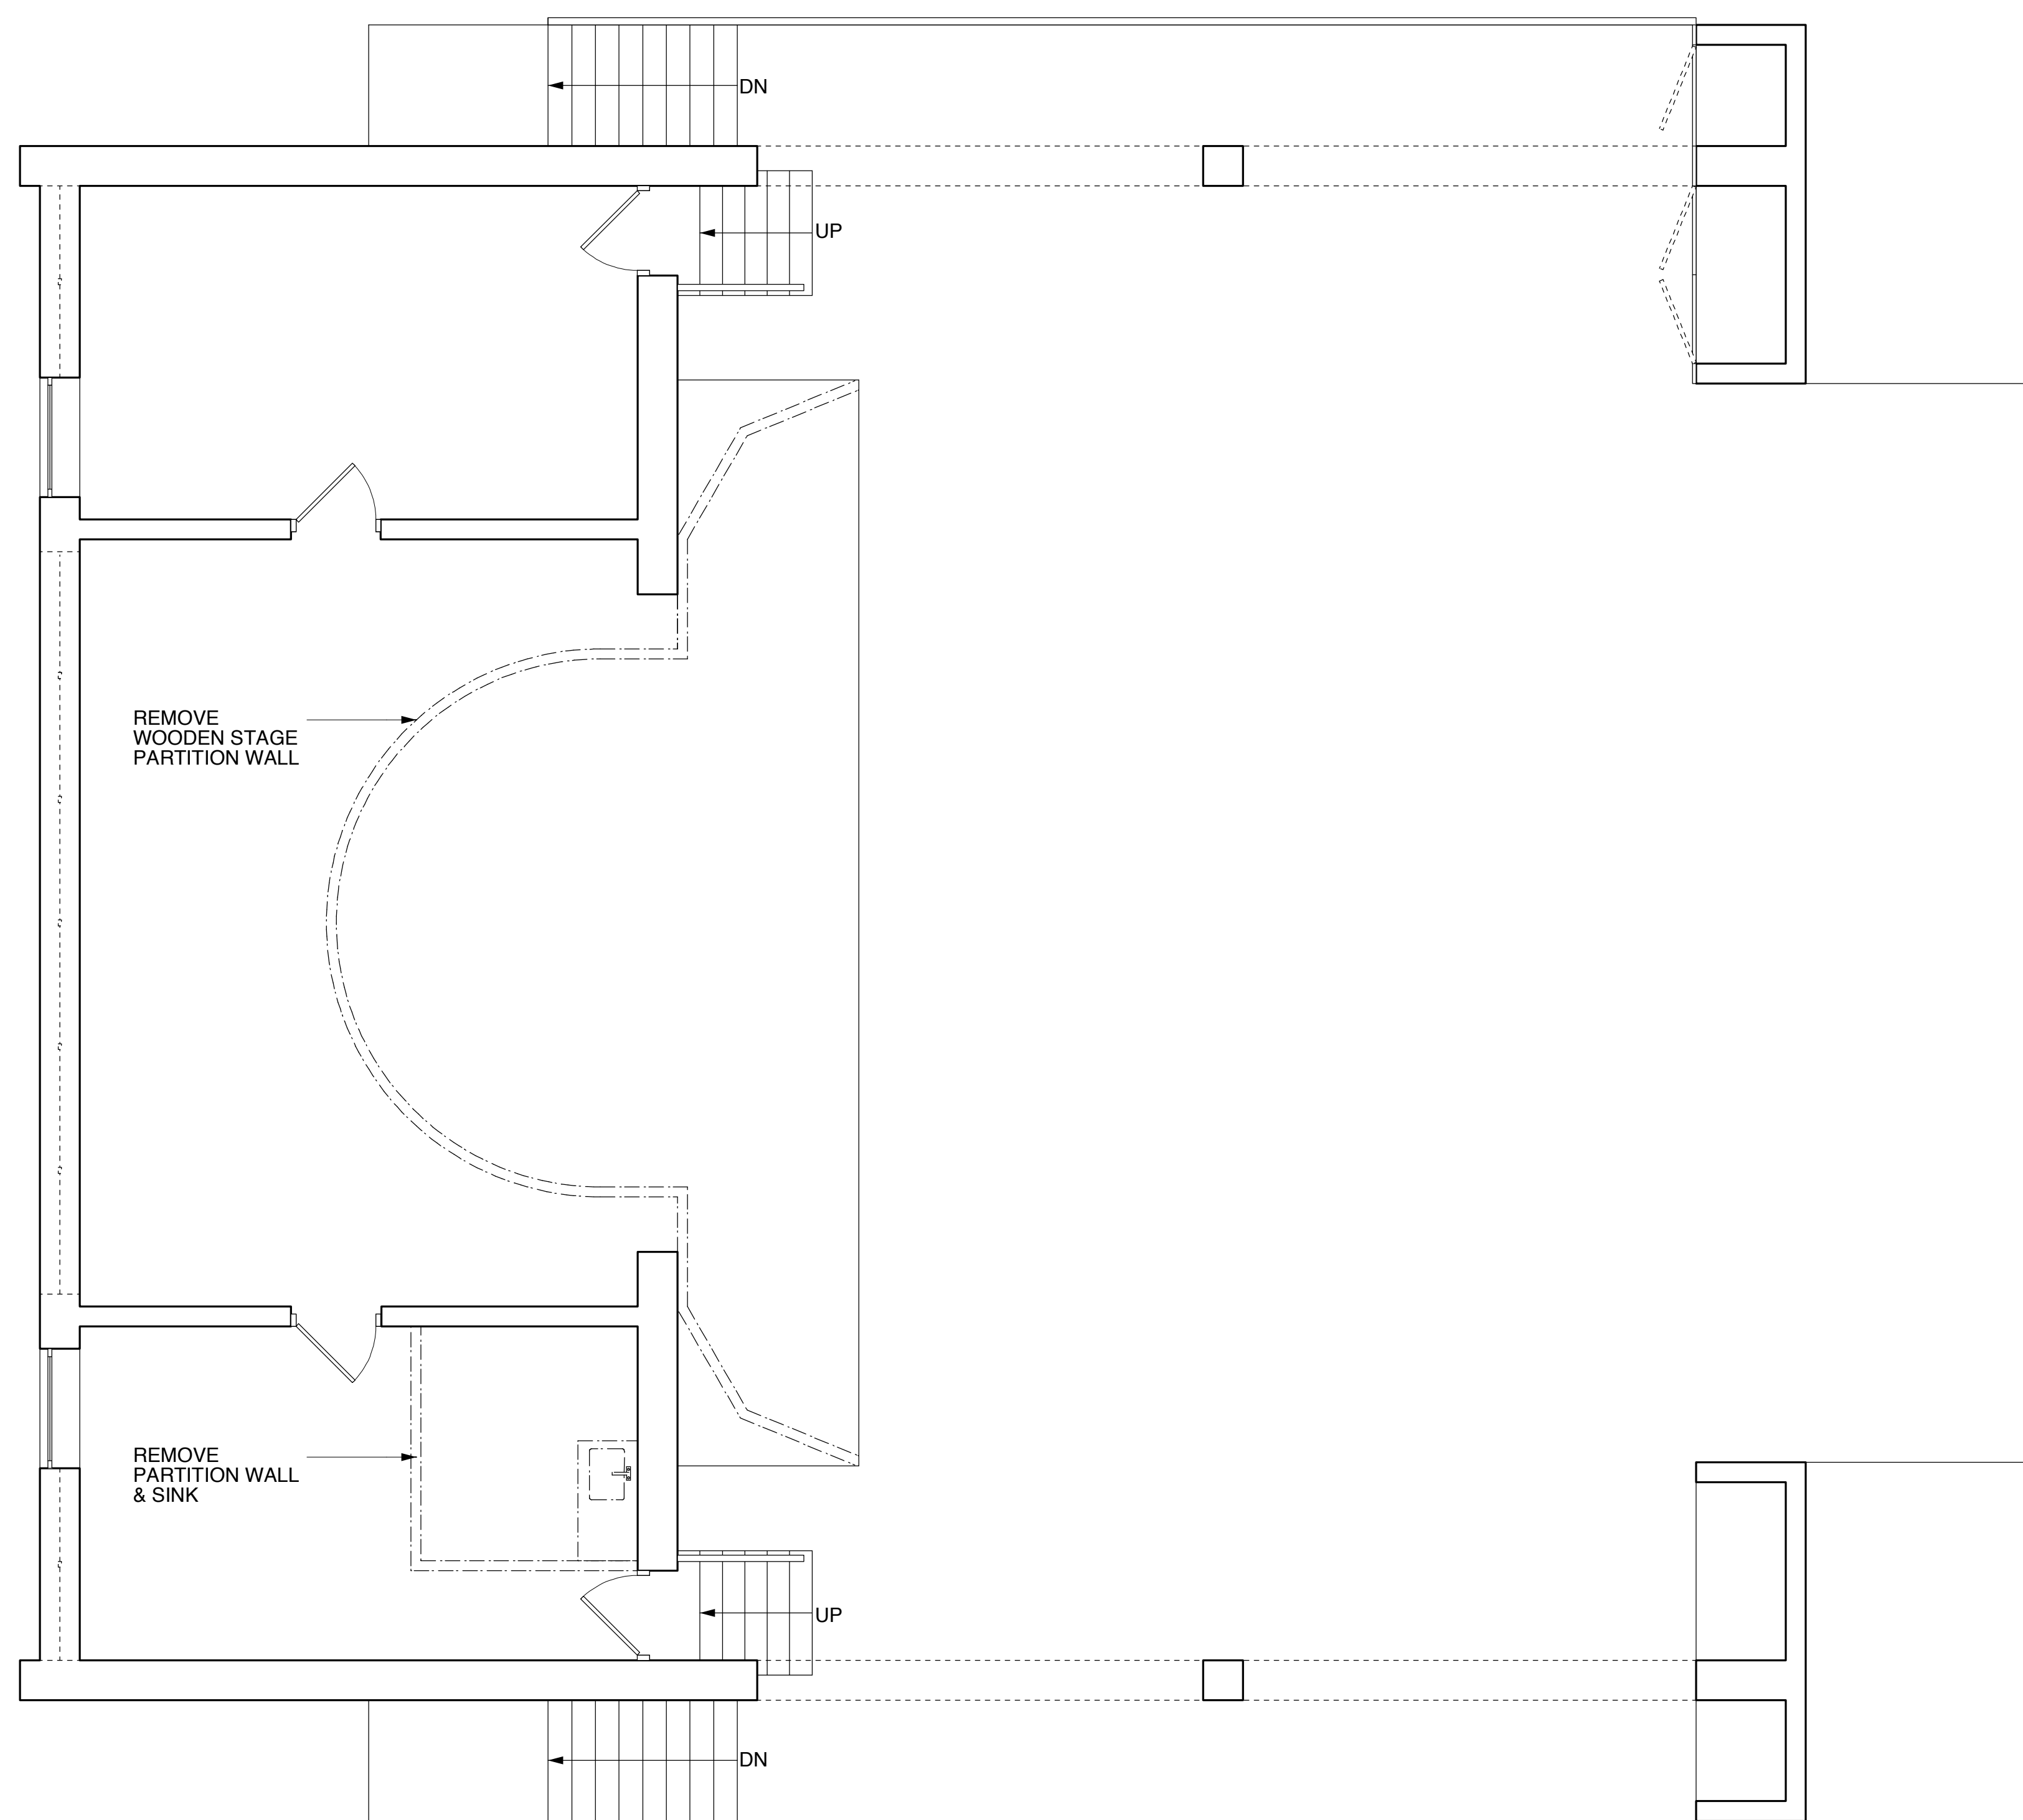 DN
UP
REMOVE
WOODEN STAGE
PARTITION WALL
REMOVE
PARTITION WALL
& SINK
UP
DN